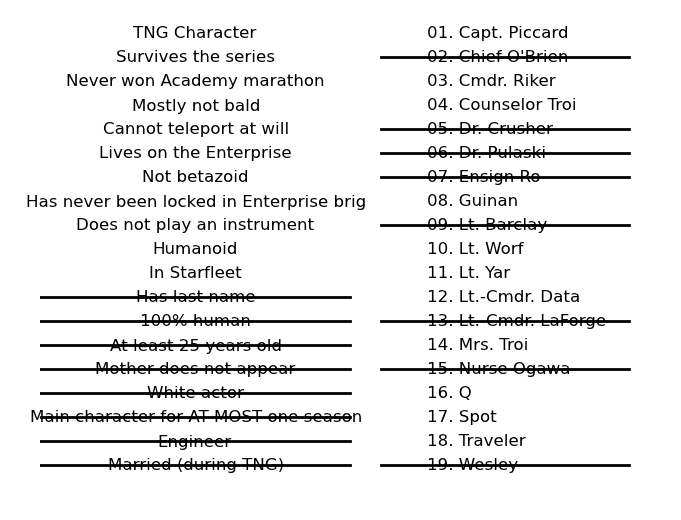 TNG Character
Survives the series
Never won Academy marathon
Mostly not bald
Cannot teleport at will
Lives on the Enterprise
Not betazoid
Has never been locked in Enterprise brig
Does not play an instrument
Humanoid
In Starfleet
Has last name
100% human
At least 25 years old
Mother does not appear
White actor
Main character for AT MOST one season
Engineer
Married (during TNG)
01. Capt. Piccard
02. Chief O'Brien
03. Cmdr. Riker
04. Counselor Troi
05. Dr. Crusher
06. Dr. Pulaski
07. Ensign Ro
08. Guinan
09. Lt. Barclay
10. Lt. Worf
11. Lt. Yar
12. Lt.-Cmdr. Data
13. Lt.-Cmdr. LaForge
14. Mrs. Troi
15. Nurse Ogawa
16. Q
17. Spot
18. Traveler
19. Wesley